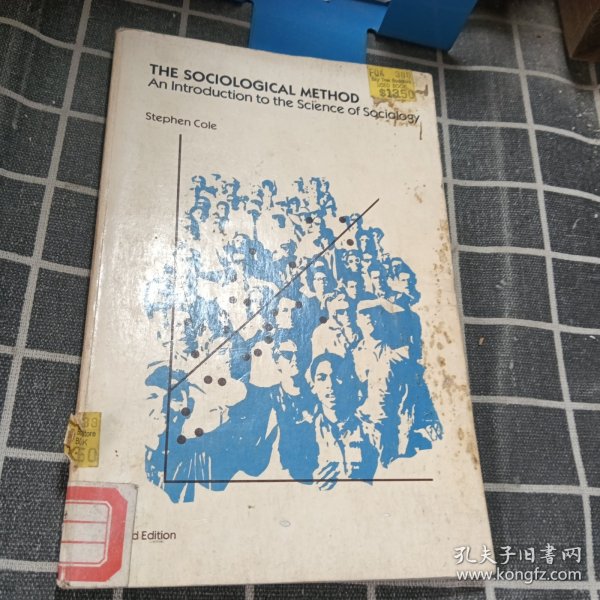 THE SOCIOLOGICAL METHOD
An Introduction to the Science of Sociology
Stephen Cole
USED BOOK
$13.50
d Edition
孔夫子旧书网
www.kongfz.com